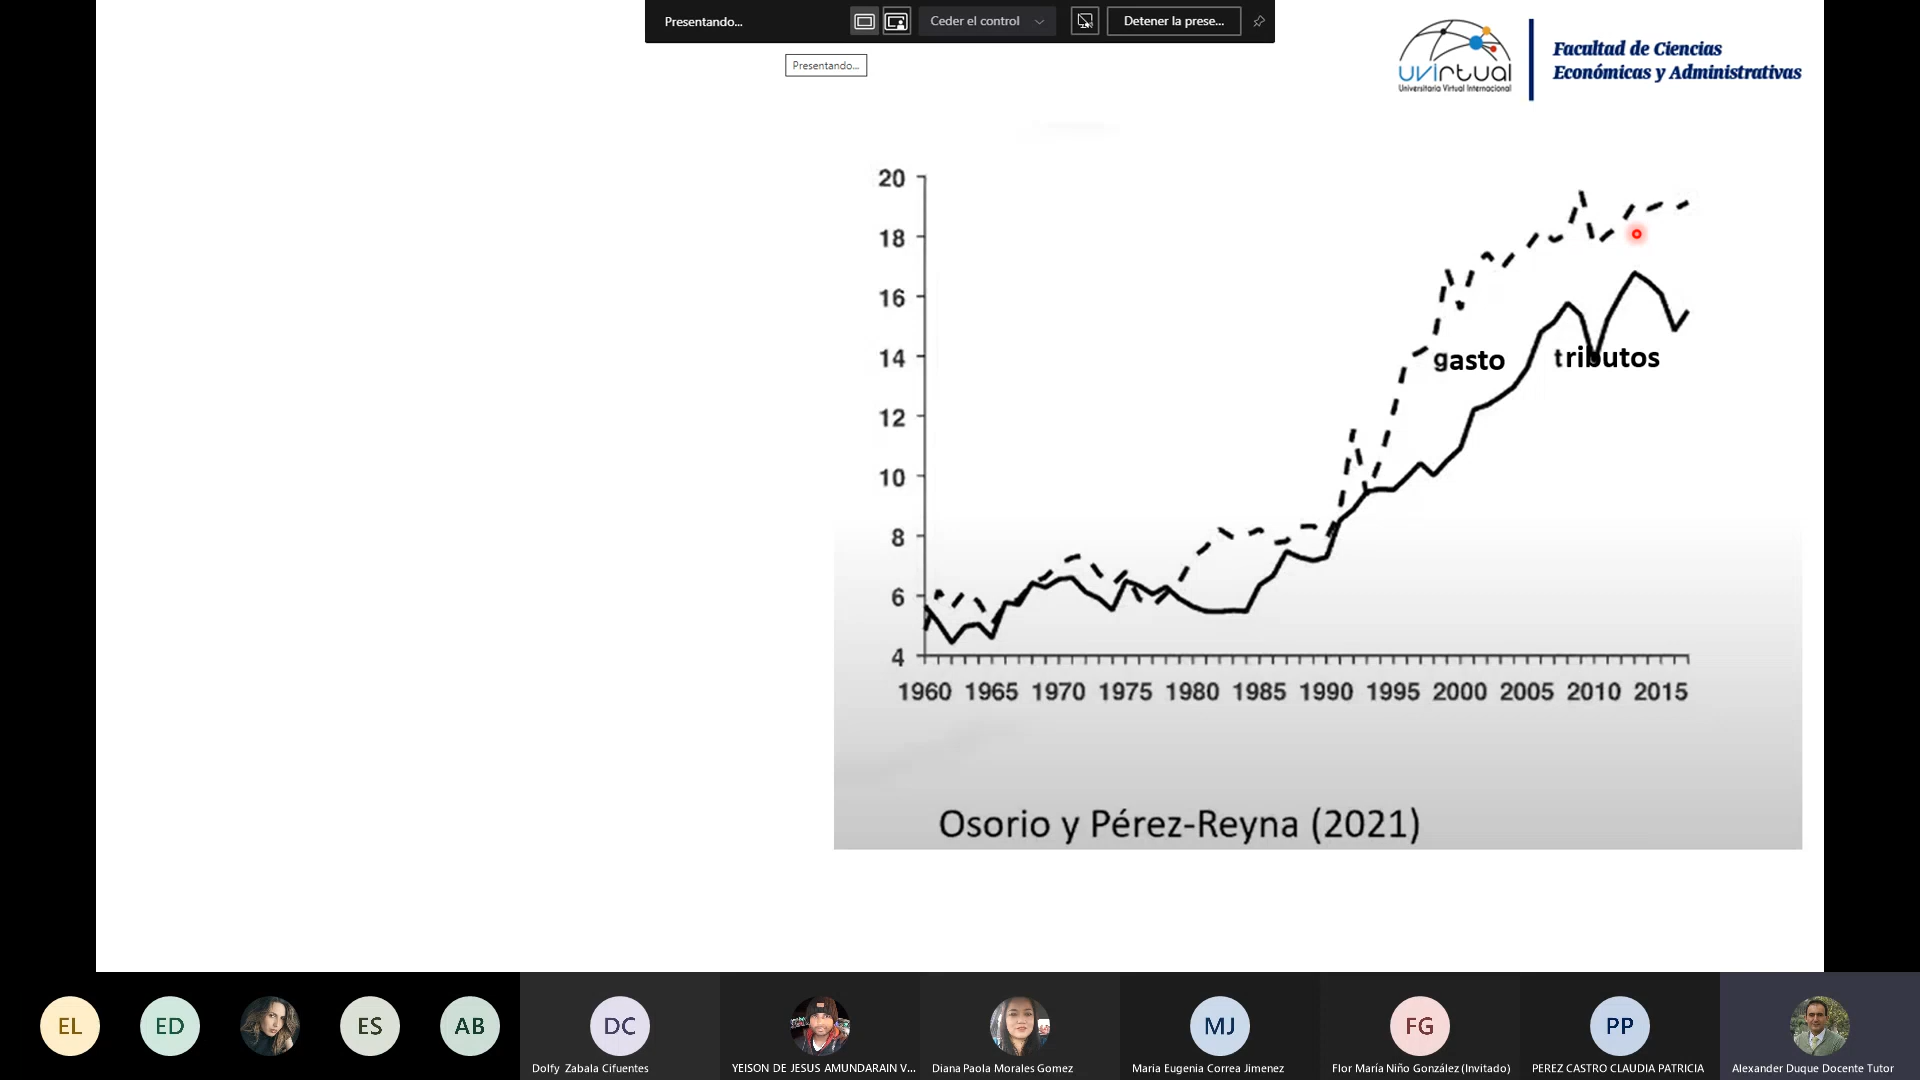 Presentando...
Ceder el control
Detener la prese...
Presentando...
uvirtual
Universitaria Virtual Internacional
Facultad de Ciencias
Económicas y Administrativas
20
18
16
14
12
10
8
6
4
gasto
tributos
1960 1965 1970 1975 1980 1985 1990 1995 2000 2005 2010 2015
Osorio y Pérez-Reyna (2021)
EL
ED
ES
AB
DC
MJ
FG
PP
Dolfy Zabala Cifuentes
YEISON DE JESUS AMUNDARAIN V...
Diana Paola Morales Gomez
Maria Eugenia Correa Jimenez
Flor María Niño González (Invitado)
PEREZ CASTRO CLAUDIA PATRICIA
Alexander Duque Docente Tutor